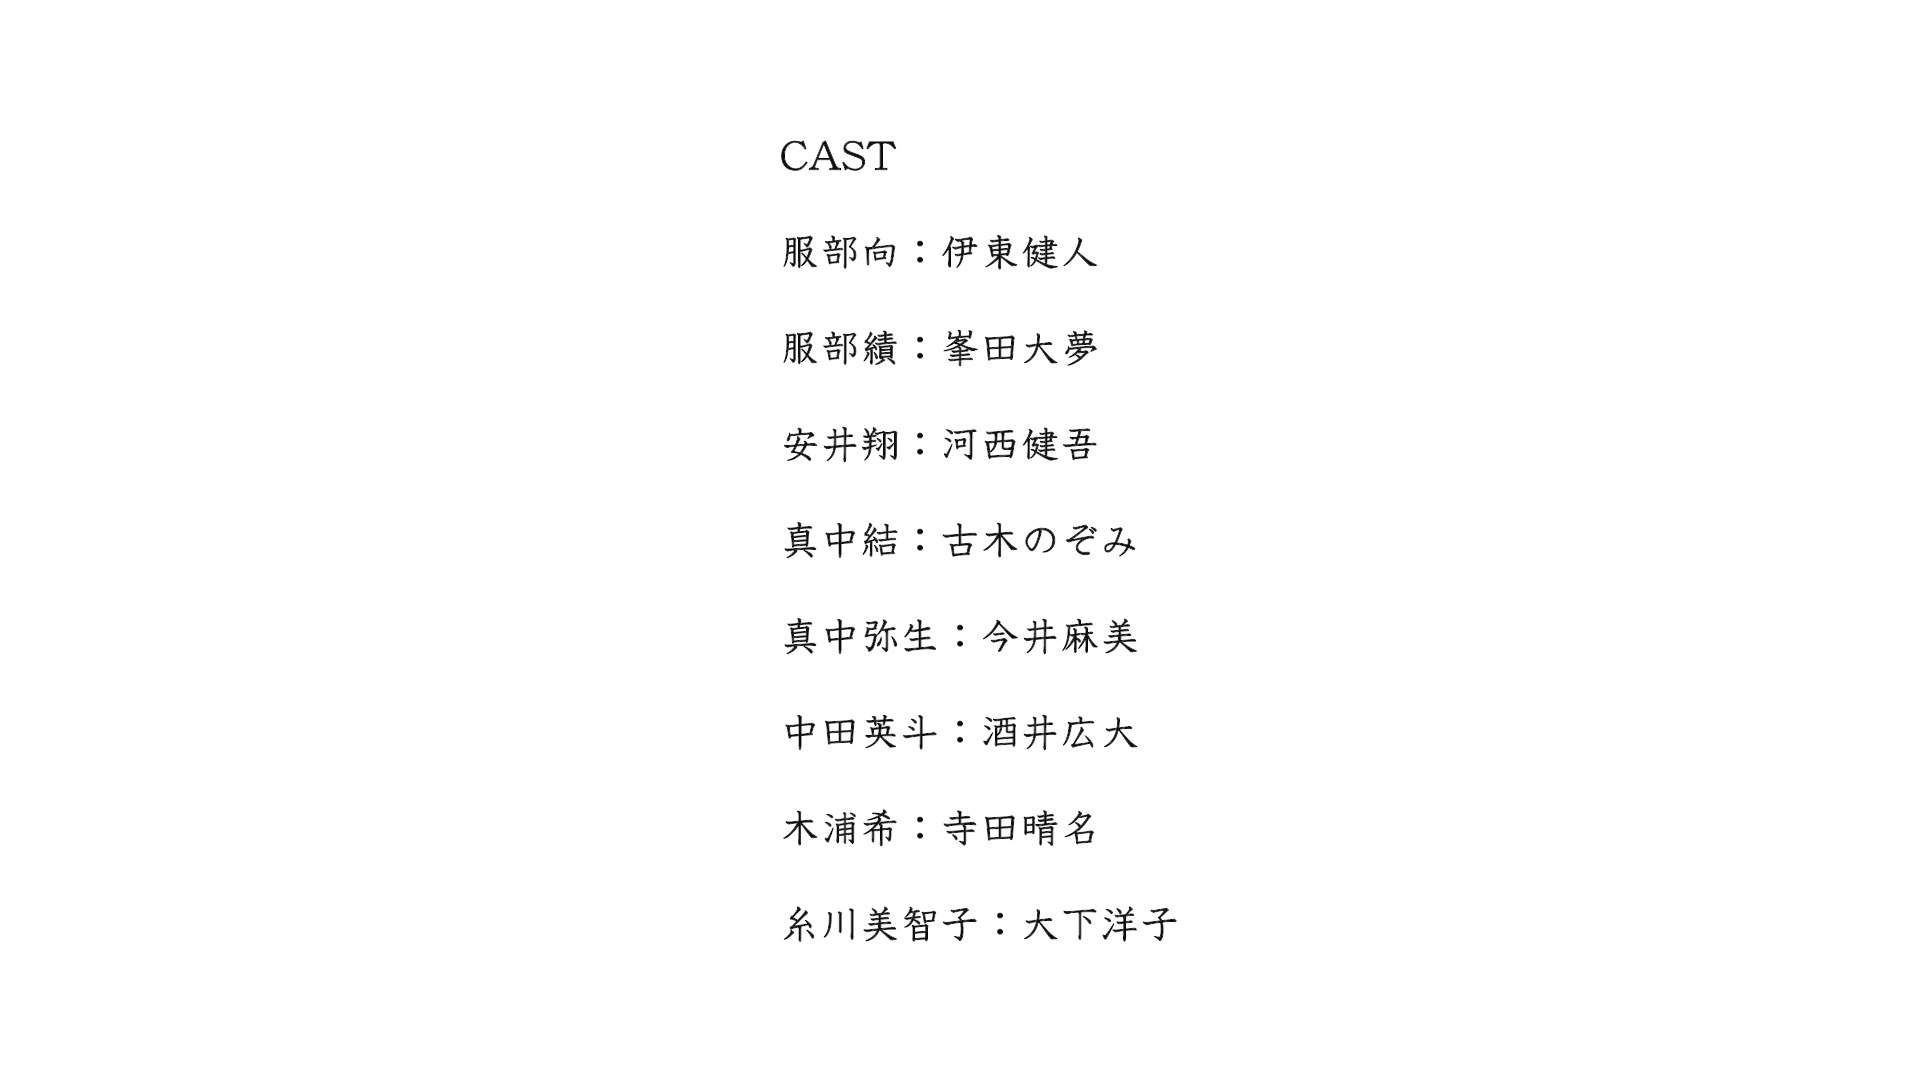 CAST
服部向：伊東健人
服部績：峯田大夢
安井翔：河西健吾
真中結：古木のぞみ
真中弥生：今井麻美
中田英斗：酒井広大
木浦希：寺田晴名
糸川美智子：大下洋子